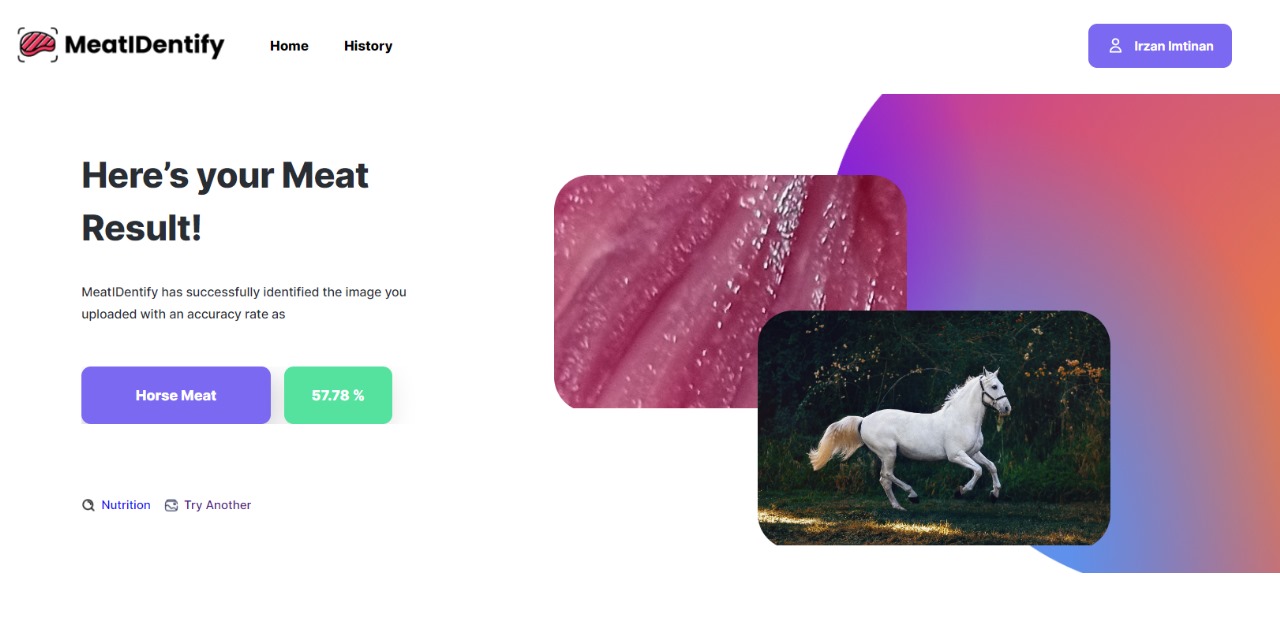 MeatIDentify
Home
History
Irzan Imtinan
Here’s your Meat
Result!
MeatIDentify has successfully identified the image you
uploaded with an accuracy rate as
Horse Meat
57.78 %
Nutrition
Try Another